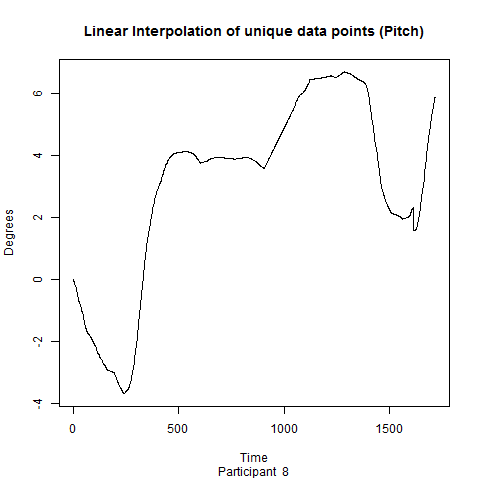 Linear Interpolation of unique data points (Pitch)
Degrees
6
4
2
0
-2
-4
0 500 1000 1500
Time
Participant 8